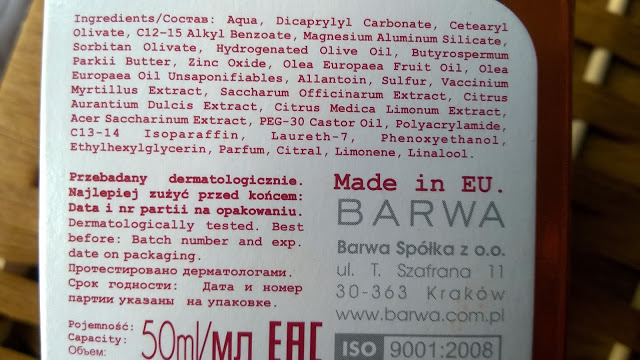 Ingredients/Состав: Aqua, Dicaprylyl Carbonate, Cetearyl
Olivate, C12-15 Alkyl Benzoate, Magnesium Aluminum Silicate,
Sorbitan Olivate, Hydrogenated Olive Oil, Butyrospermum
Parkii Butter, Zinc Oxide, Olea Europaea Fruit Oil, Olea
Europaea Oil Unsaponifiables, Allantoin, Sulfur, Vaccinium
Myrtillus Extract, Saccharum Officinarum Extract, Citrus
Aurantium Dulcis Extract, Citrus Medica Limonum Extract,
Acer Saccharinum Extract, PEG-30 Castor Oil, Polyacrylamide,
C13-14 Isoparaffin, Laureth-7, Phenoxyethanol,
Ethylhexylglycerin, Parfum, Citral, Limonene, Linalool.
Przebadany dermatologicznie.
Najlepiej zużyć przed końcem:
Data i nr partii na opakowaniu.
Dermatologically tested. Best
before: Batch number and exp.
date on packaging.
Протестировано дерматологами.
Срок годности: Дата и номер
партии указаны на упаковке.
Pojemność:
Capacity:
Объем:
50ml/мл EAC
Made in EU.
BARWA
Barwa Spółka z o.o.
ul. T. Szafrana 11
30-363 Kraków
www.barwa.com.pl
ISO 9001:2008